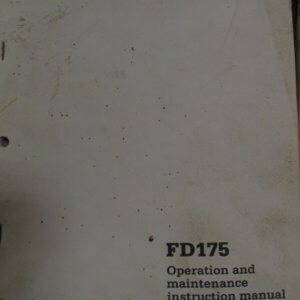 FD175
Operation and
maintenance
instruction manual